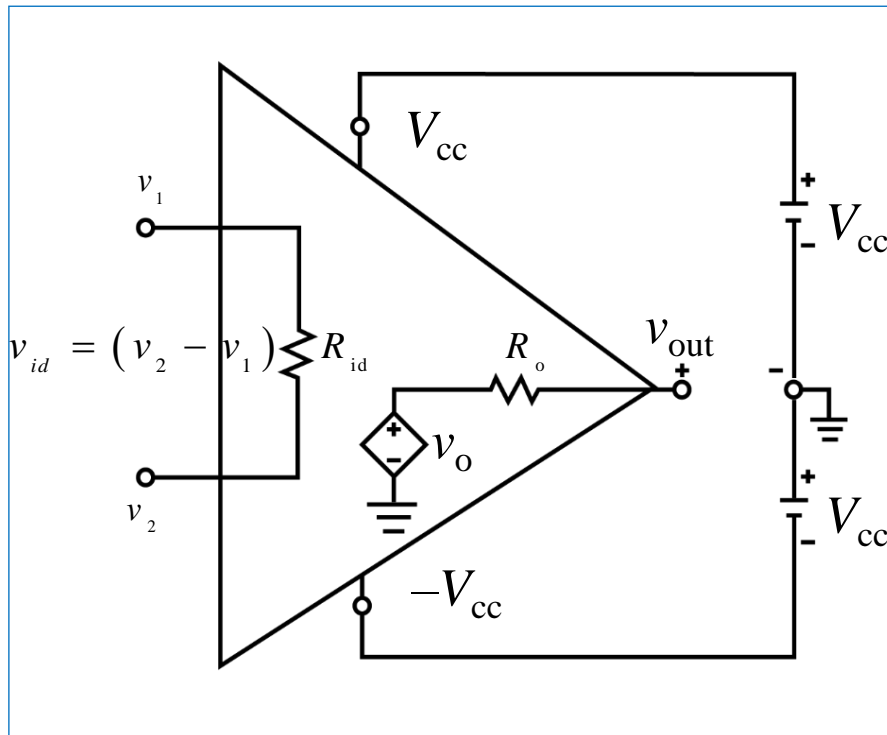 V_cc
v_1
+
V_cc
-
v_id = (v_2 - v_1)
R_id
R_o
v_out
+
-
+
-
v_o
+
V_cc
-
v_2
-V_cc